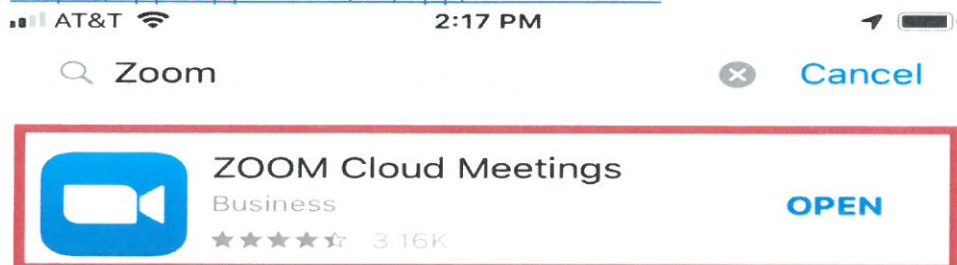 AT&T 2:17 PM
Zoom Cancel
ZOOM Cloud Meetings
Business
OPEN
3.16K